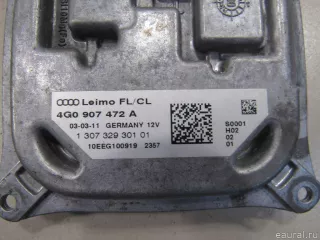 Leimo FL/CL
4G0 907 472 A
03-03-11 GERMANY 12V
1 307 329 301 01
10EEG100919 2357
S0001
H02
02
01
eaural.ru